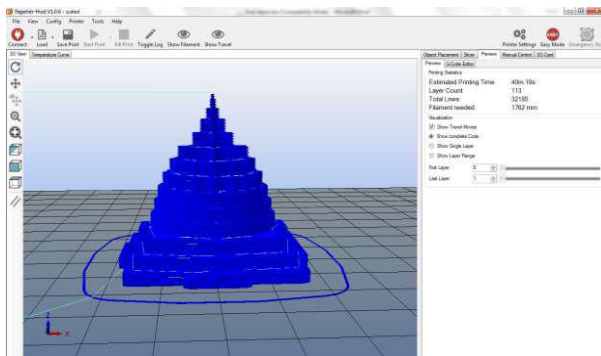 Repetier-Host V1.0.6 - scaled
File View Config Printer Tools Help
Connect Load Save Print Start Print Kill Print Toggle Log Show Filament Show Travel Printer Settings Easy Mode Emergency
3D View Temperature Curve
Object Placement Slicer Preview Manual Control SD Card
Preview G-Code Editor
Printing Statistics
Estimated Printing Time: 40m:18s
Layer Count: 113
Total Lines: 32185
Filament needed: 1762 mm
Visualization
Show Travel Moves
Show complete Code
Show Single Layer
Show Layer Range
First Layer:
Last Layer: 1
Z
X